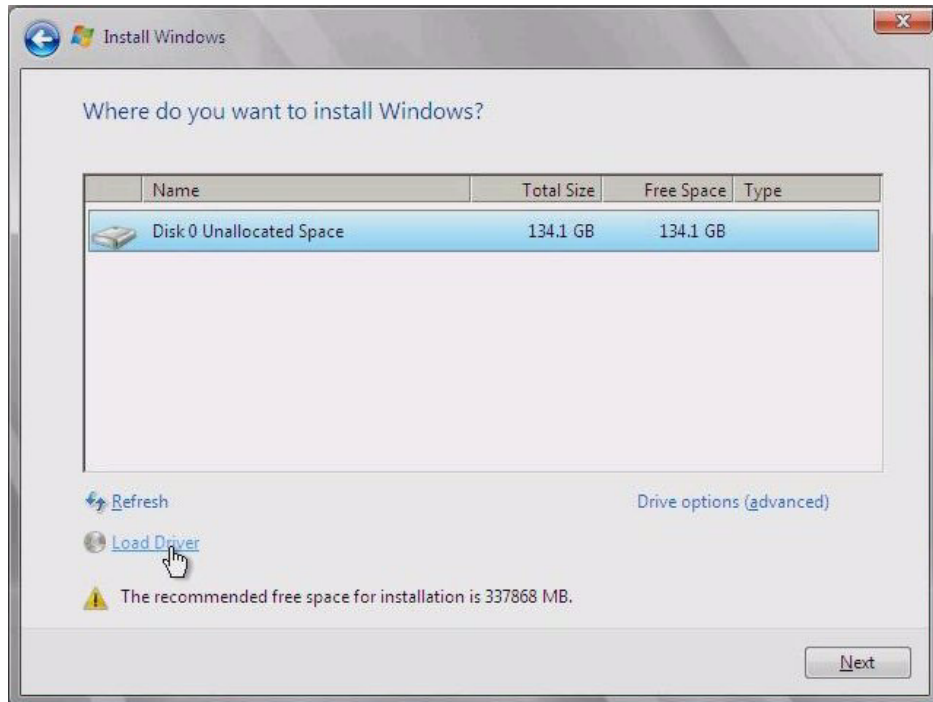 Install Windows
Where do you want to install Windows?
Name Total Size Free Space Type
Disk 0 Unallocated Space 134.1 GB 134.1 GB
Refresh Drive options (advanced)
Load Driver
The recommended free space for installation is 337868 MB.
Next